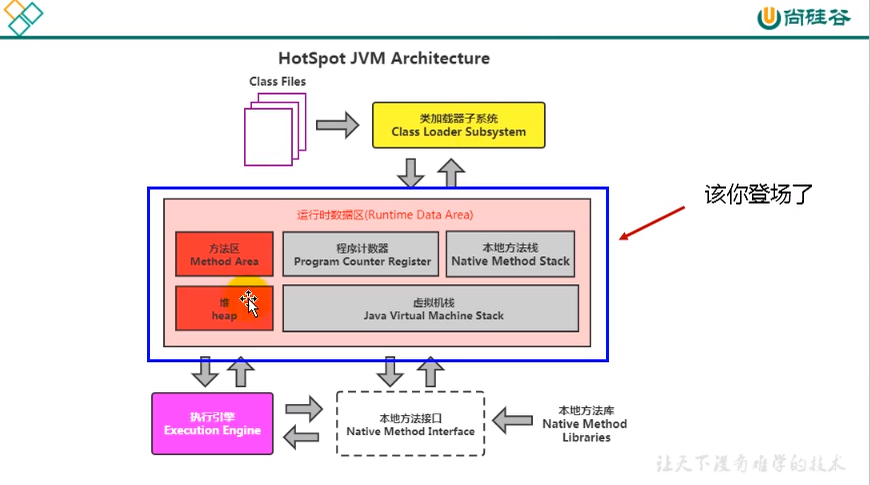 尚硅谷
HotSpot JVM Architecture
Class Files
类加载器子系统
Class Loader Subsystem
该你登场了
运行时数据区(Runtime Data Area)
方法区
Method Area
程序计数器
Program Counter Register
本地方法栈
Native Method Stack
堆
heap
虚拟机栈
Java Virtual Machine Stack
执行引擎
Execution Engine
本地方法接口
Native Method Interface
本地方法库
Native Method
Libraries
让天下没有难学的技术